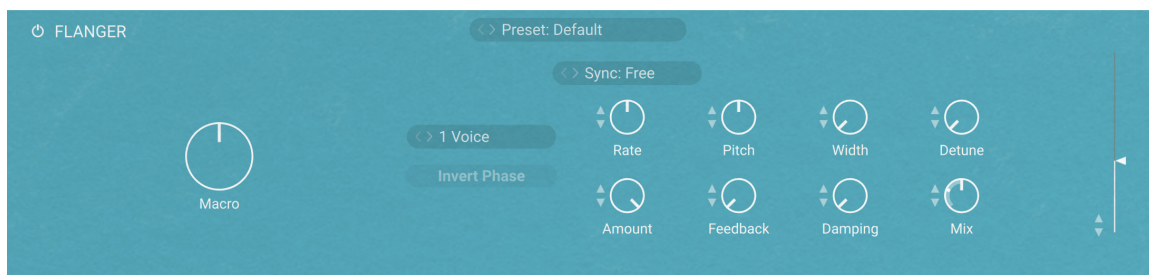 FLANGER
Preset: Default
Sync: Free
1 Voice
Invert Phase
Macro
Rate Pitch Width Detune
Amount Feedback Damping Mix